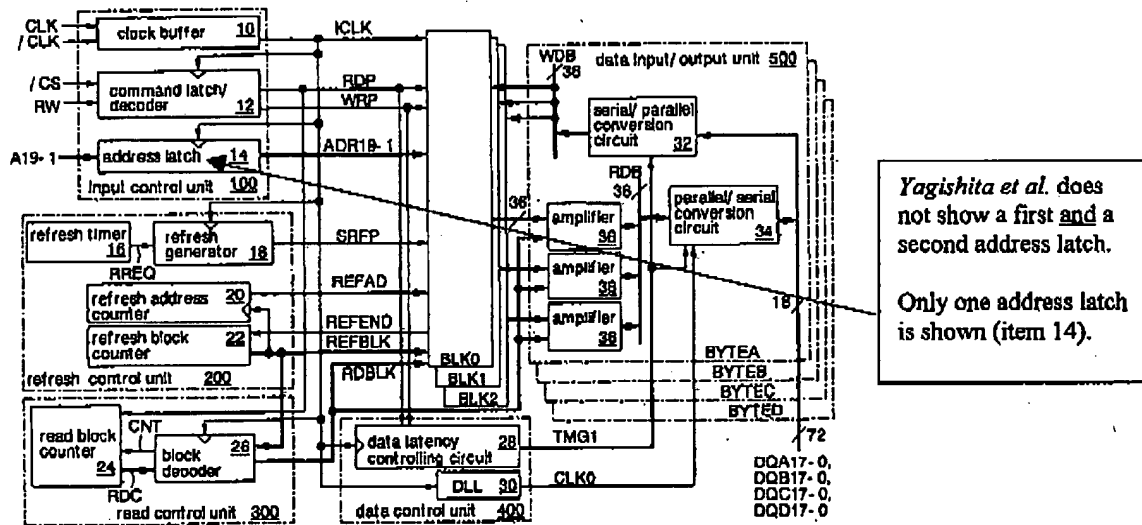 CLK
/ CLK
clock buffer 10
ICLK
/ CS
RW
command latch/
decoder 12
RDP
WRP
A19- 1
address latch 14
ADR19- 1
Input control unit 100
refresh timer
16
refresh
generator 18
RREQ
SRFP
refresh address
counter 20
REFAD
refresh block
counter 22
REFEND
REFBLK
RDBLK
refresh control unit 200
read block
counter
24
CNT
RDC
block
decoder
26
read control unit 300
data latency
controlling circuit 28
TMG1
DLL 30
CLK0
data control unit 400
BLK0
BLK1
BLK2
WDB
36
data input/ output unit 500
serial/ parallel
conversion
circuit 32
RDB
36
36
parallel/ serial
conversion
circuit 34
amplifier
36
amplifier
36
amplifier
36
18
BYTEA
BYTEB
BYTEC
BYTED
72
DQA17- 0,
DQB17- 0,
DQC17- 0,
DQD17- 0
Yagishita et al. does
not show a first and a
second address latch.
Only one address latch
is shown (item 14).